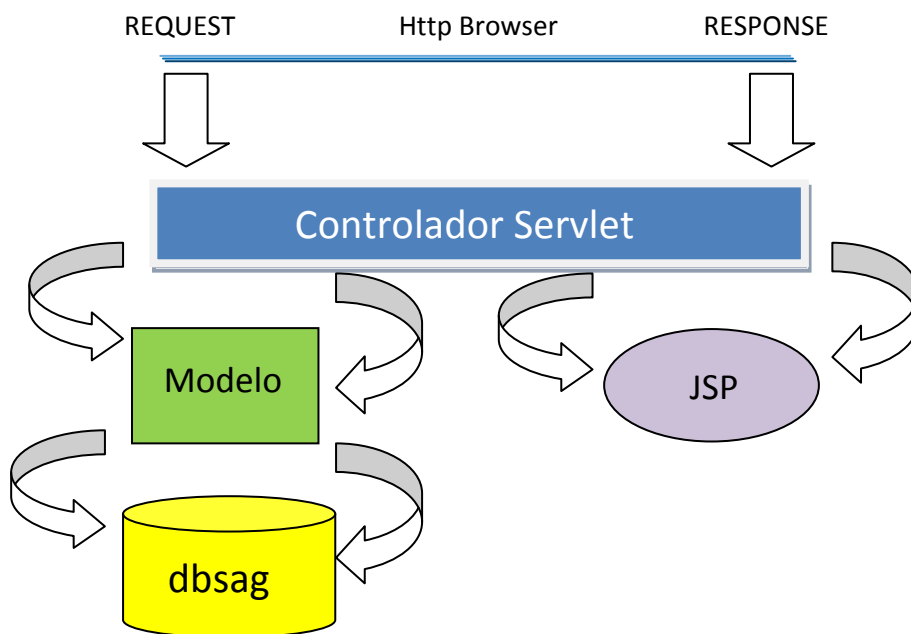 REQUEST Http Browser RESPONSE
Controlador Servlet
Modelo
JSP
dbsag